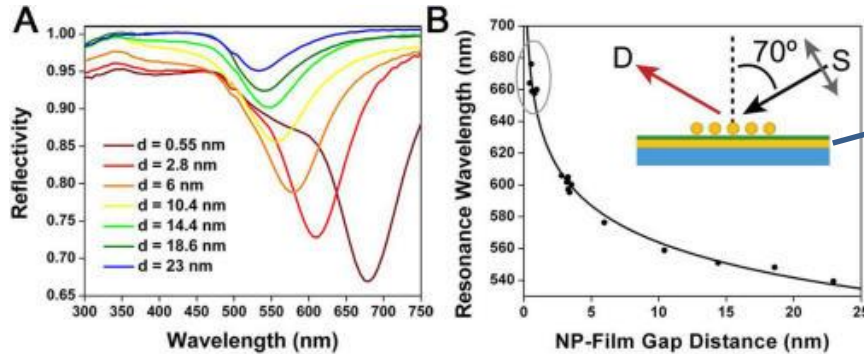 A
Reflectivity
1.00
0.95
0.90
0.85
0.80
0.75
0.70
0.65
d = 0.55 nm
d = 2.8 nm
d = 6 nm
d = 10.4 nm
d = 14.4 nm
d = 18.6 nm
d = 23 nm
300 350 400 450 500 550 600 650 700 750
Wavelength (nm)
B
Resonance Wavelength (nm)
700
680
660
640
620
600
580
560
540
70º
D
S
0 5 10 15 20 25
NP-Film Gap Distance (nm)